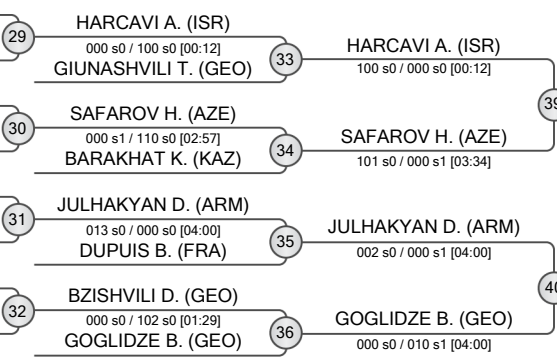 29
HARCAVI A. (ISR)
000 s0 / 100 s0 [00:12]
GIUNASHVILI T. (GEO)
33
HARCAVI A. (ISR)
100 s0 / 000 s0 [00:12]
39
30
SAFAROV H. (AZE)
000 s1 / 110 s0 [02:57]
BARAKHAT K. (KAZ)
34
SAFAROV H. (AZE)
101 s0 / 000 s1 [03:34]
31
JULHAKYAN D. (ARM)
013 s0 / 000 s0 [04:00]
DUPUIS B. (FRA)
35
JULHAKYAN D. (ARM)
002 s0 / 000 s1 [04:00]
40
32
BZISHVILI D. (GEO)
000 s0 / 102 s0 [01:29]
GOGLIDZE B. (GEO)
36
GOGLIDZE B. (GEO)
000 s0 / 010 s1 [04:00]